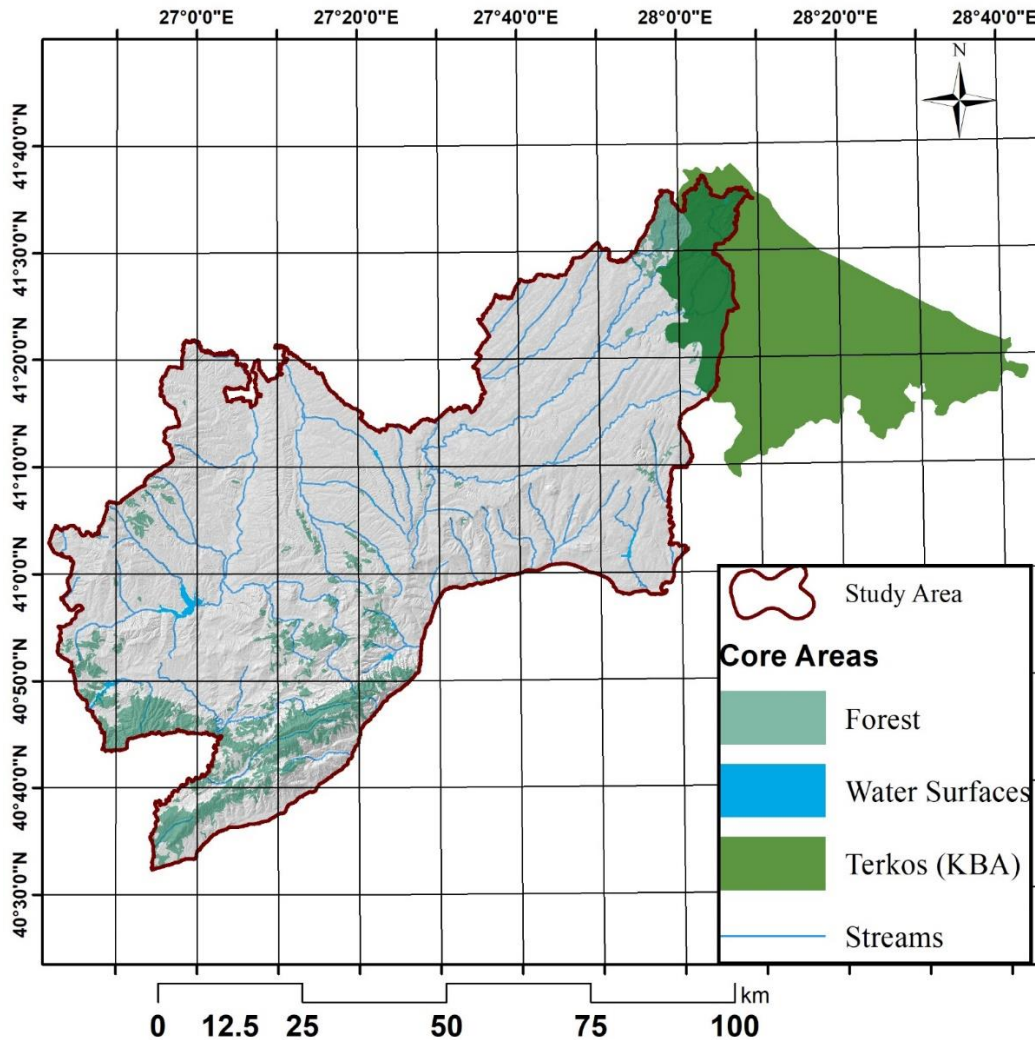 27°0'0"E
27°20'0"E
27°40'0"E
28°0'0"E
28°20'0"E
28°40'0"E
N
41°40'0"N
41°30'0"N
41°20'0"N
41°10'0"N
41°0'0"N
40°50'0"N
40°40'0"N
40°30'0"N
Study Area
Core Areas
Forest
Water Surfaces
Terkos (KBA)
Streams
km
0 12.5 25 50 75 100